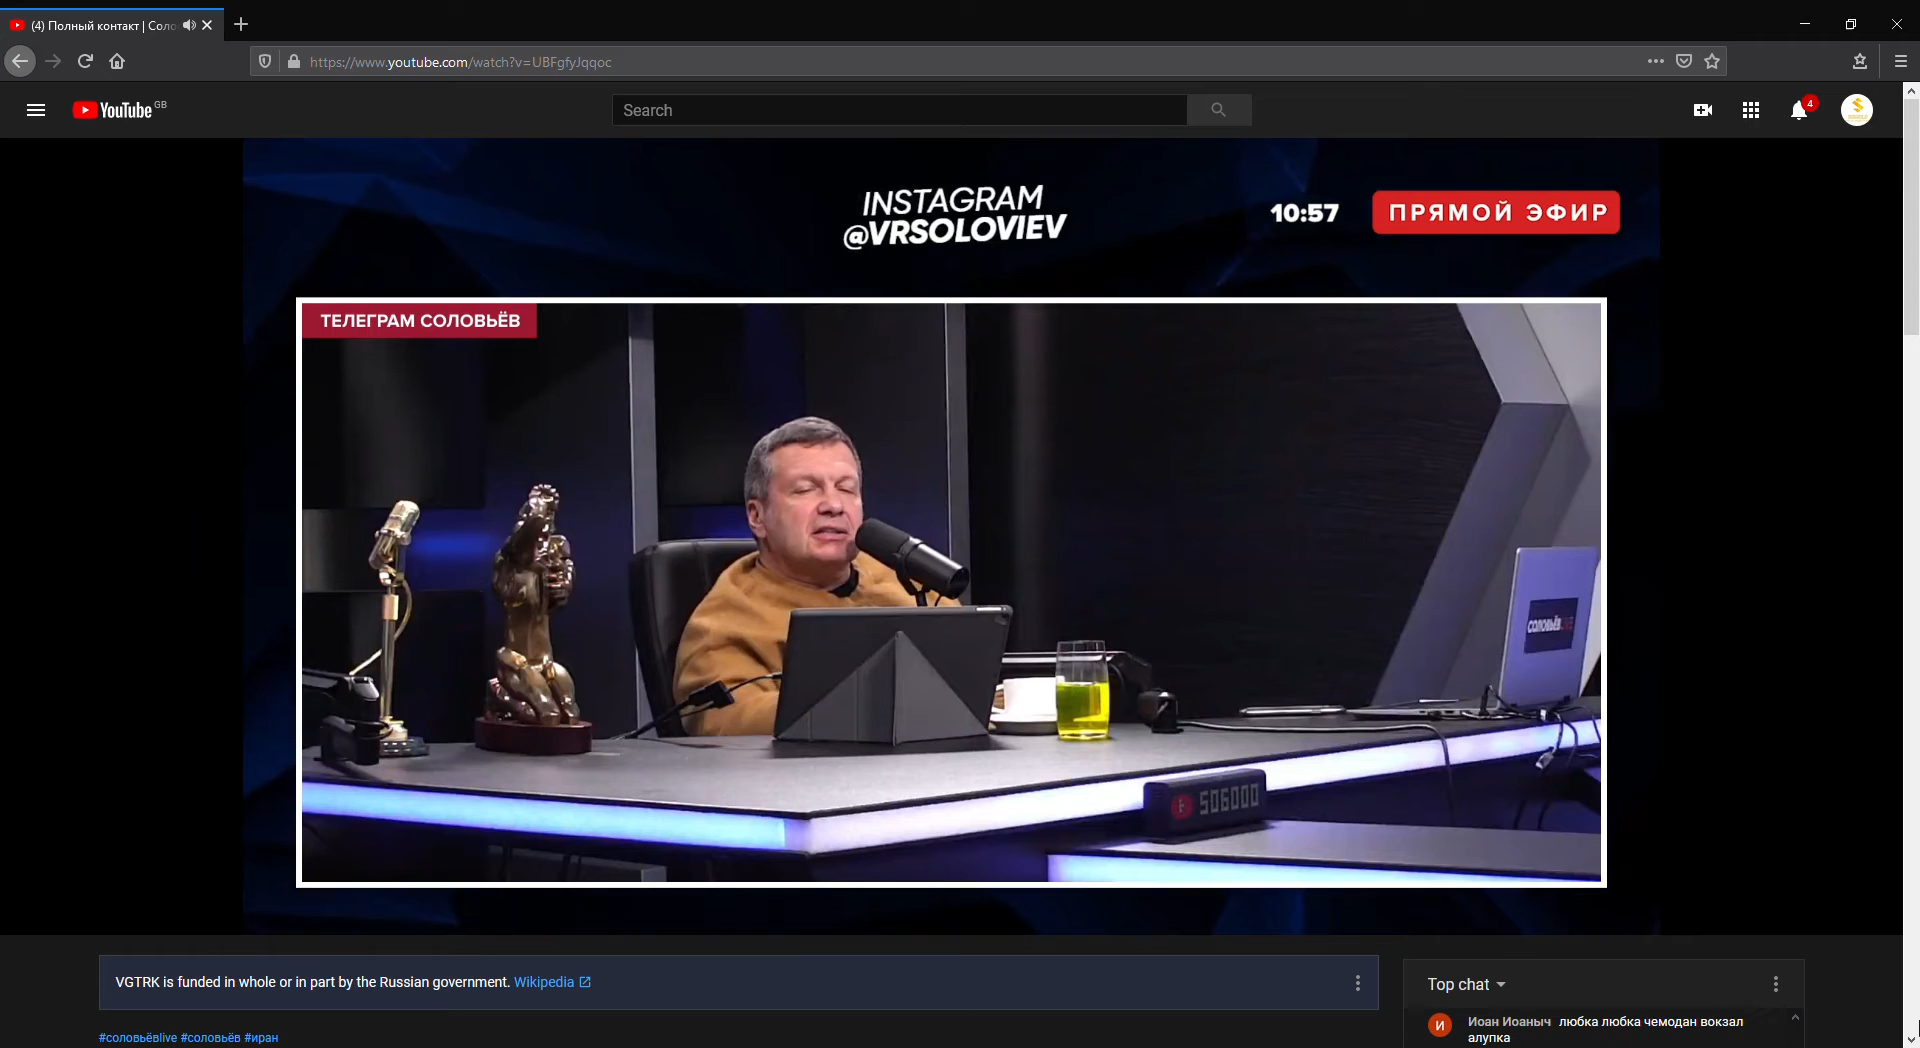 (4) Полный контакт | Соло
https://www.youtube.com/watch?v=UBFgfyJqqoc
YouTube GB
Search
4
INSTAGRAM
@VRSOLOVIEV
10:57
ПРЯМОЙ ЭФИР
ТЕЛЕГРАМ СОЛОВЬЁВ
СОЛОВЬЁВLIVE
506000
VGTRK is funded in whole or in part by the Russian government. Wikipedia
#соловьёвlive #соловьёв #иран
Top chat
И
Иоан Иоаныч любка любка чемодан вокзал
алупка